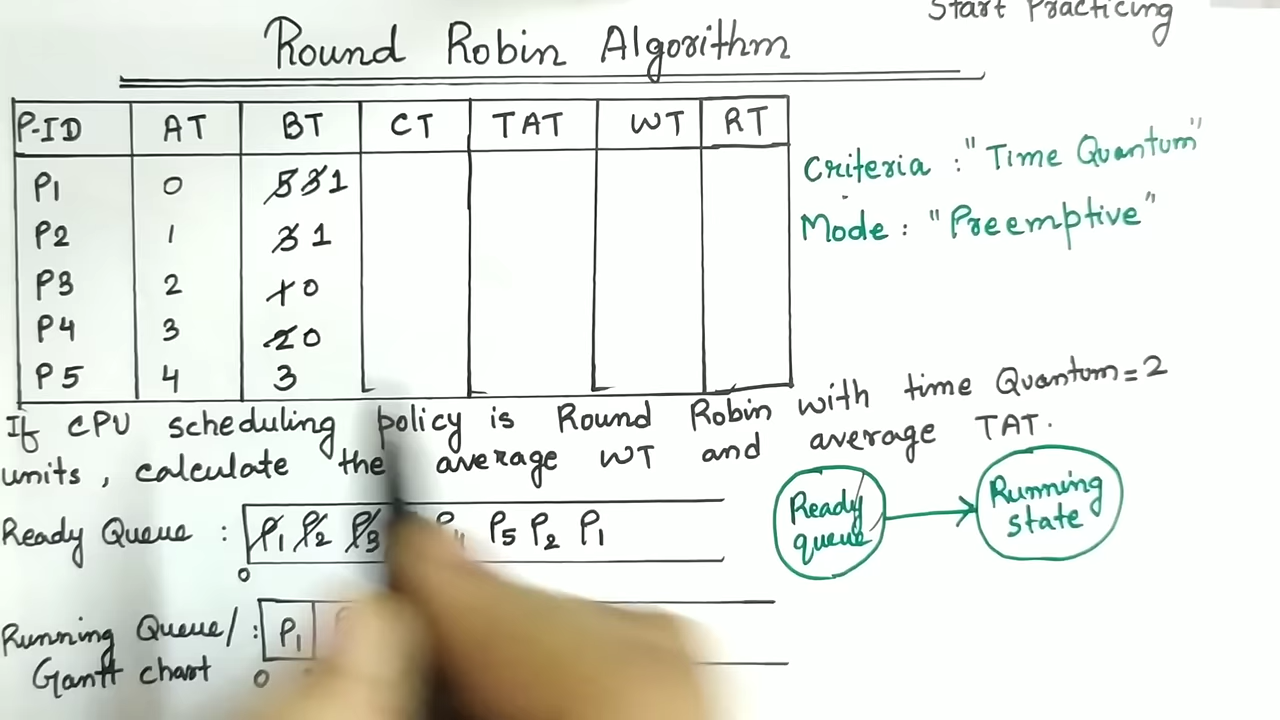 Start Practicing
Round Robin Algorithm
P-ID AT BT CT TAT WT RT
P1 0 5 3 1
P2 1 3 1
P3 2 1 0
P4 3 2 0
P5 4 3
Criteria : "Time Quantum"
Mode : "Preemptive"
If CPU scheduling policy is Round Robin with time Quantum = 2
units, calculate the average WT and average TAT.
Ready Queue : P1 P2 P3 P4 P5 P2 P1
0
Ready queue
Running state
Running Queue/ : P1
Gantt chart 0